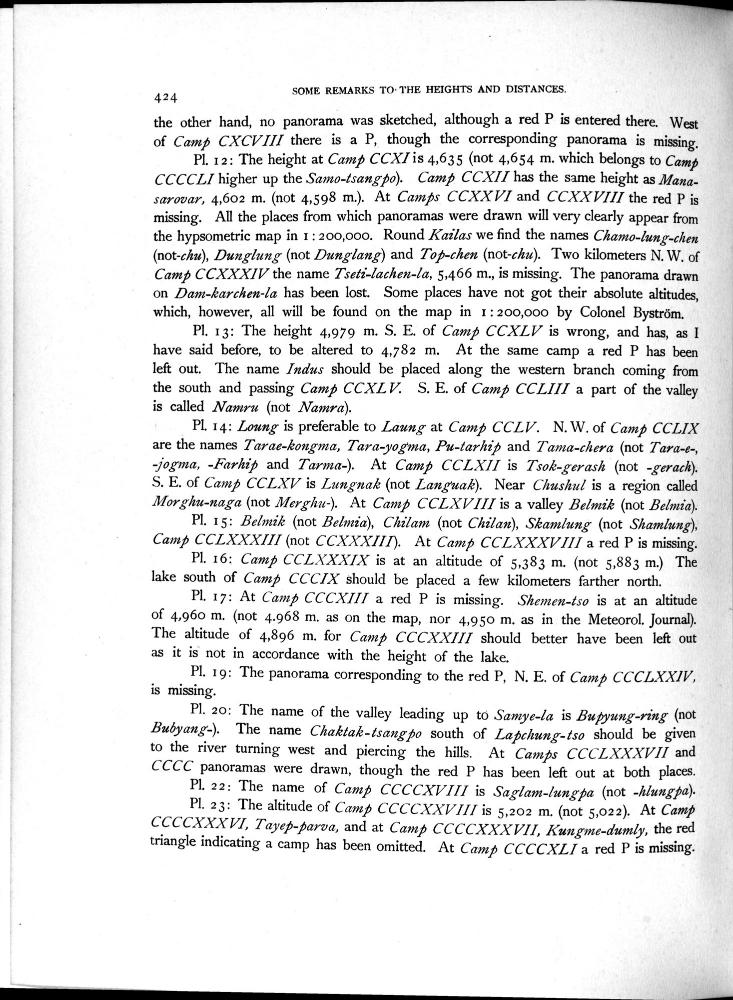 424
SOME REMARKS TO THE HEIGHTS AND DISTANCES.
the other hand, no panorama was sketched, although a red P is entered there. West
of Camp CXCVIII there is a P, though the corresponding panorama is missing.
Pl. 12: The height at Camp CCXI is 4,635 (not 4,654 m. which belongs to Camp
CCCCLI higher up the Samo-tsangpo). Camp CCXII has the same height as Mana-
sarovar, 4,602 m. (not 4,598 m.). At Camps CCXXVI and CCXXVIII the red P is
missing. All the places from which panoramas were drawn will very clearly appear from
the hypsometric map in 1 : 200,000. Round Kailas we find the names Chamo-lung-chen
(not-chu), Dunglung (not Dunglang) and Top-chen (not-chu). Two kilometers N. W. of
Camp CCXXXIV the name Tseti-lachen-la, 5,466 m., is missing. The panorama drawn
on Dam-karchen-la has been lost. Some places have not got their absolute altitudes,
which, however, all will be found on the map in 1 : 200,000 by Colonel Byström.
Pl. 13: The height 4,979 m. S. E. of Camp CCXLV is wrong, and has, as I
have said before, to be altered to 4,782 m. At the same camp a red P has been
left out. The name Indus should be placed along the western branch coming from
the south and passing Camp CCXLV. S. E. of Camp CCLIII a part of the valley
is called Namru (not Namra).
Pl. 14: Loung is preferable to Laung at Camp CCLV. N. W. of Camp CCLIX
are the names Tarae-kongma, Tara-yogma, Pu-tarhip and Tama-chera (not Tara-e-,
-jogma, -Farhip and Tarma-). At Camp CCLXII is Tsok-gerash (not -gerach).
S. E. of Camp CCLXV is Lungnak (not Languak). Near Chushul is a region called
Morghu-naga (not Merghu-). At Camp CCLXVIII is a valley Belmik (not Belmia).
Pl. 15: Belmik (not Belmia), Chilam (not Chilan), Skamlung (not Shamlung),
Camp CCLXXXIII (not CCXXXIII). At Camp CCLXXXVIII a red P is missing.
Pl. 16: Camp CCLXXXIX is at an altitude of 5,383 m. (not 5,883 m.) The
lake south of Camp CCCIX should be placed a few kilometers farther north.
Pl. 17: At Camp CCCXIII a red P is missing. Shemen-tso is at an altitude
of 4,960 m. (not 4.968 m. as on the map, nor 4,950 m. as in the Meteorol. Journal).
The altitude of 4,896 m. for Camp CCCXXIII should better have been left out
as it is not in accordance with the height of the lake.
Pl. 19: The panorama corresponding to the red P, N. E. of Camp CCCLXXIV,
is missing.
Pl. 20: The name of the valley leading up to Samye-la is Bupyung-ring (not
Bubyang-). The name Chaktak-tsangpo south of Lapchung-tso should be given
to the river turning west and piercing the hills. At Camps CCCLXXXVII and
CCCC panoramas were drawn, though the red P has been left out at both places.
Pl. 22: The name of Camp CCCCXVIII is Saglam-lungpa (not -hlungpa).
Pl. 23: The altitude of Camp CCCCXXVIII is 5,202 m. (not 5,022). At Camp
CCCCXXXVI, Tayep-parva, and at Camp CCCCXXXVII, Kungme-dumly, the red
triangle indicating a camp has been omitted. At Camp CCCCXLI a red P is missing.